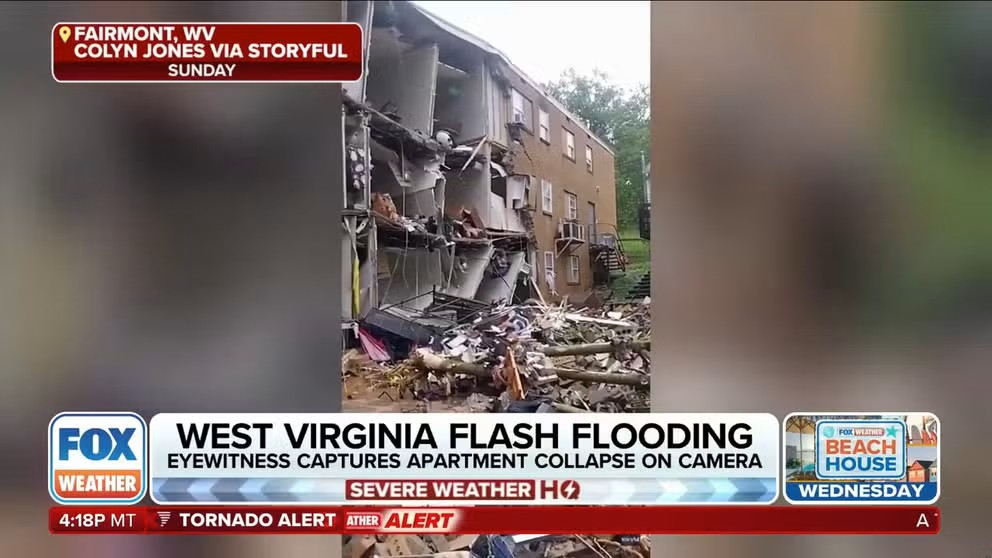 FAIRMONT, WV
COLYN JONES VIA STORYFUL
SUNDAY
WEST VIRGINIA FLASH FLOODING
EYEWITNESS CAPTURES APARTMENT COLLAPSE ON CAMERA
SEVERE WEATHER HQ
FOX
WEATHER
FOX WEATHER
BEACH
HOUSE
WEDNESDAY
4:18PM MT
TORNADO ALERT
ATHER ALERT
A